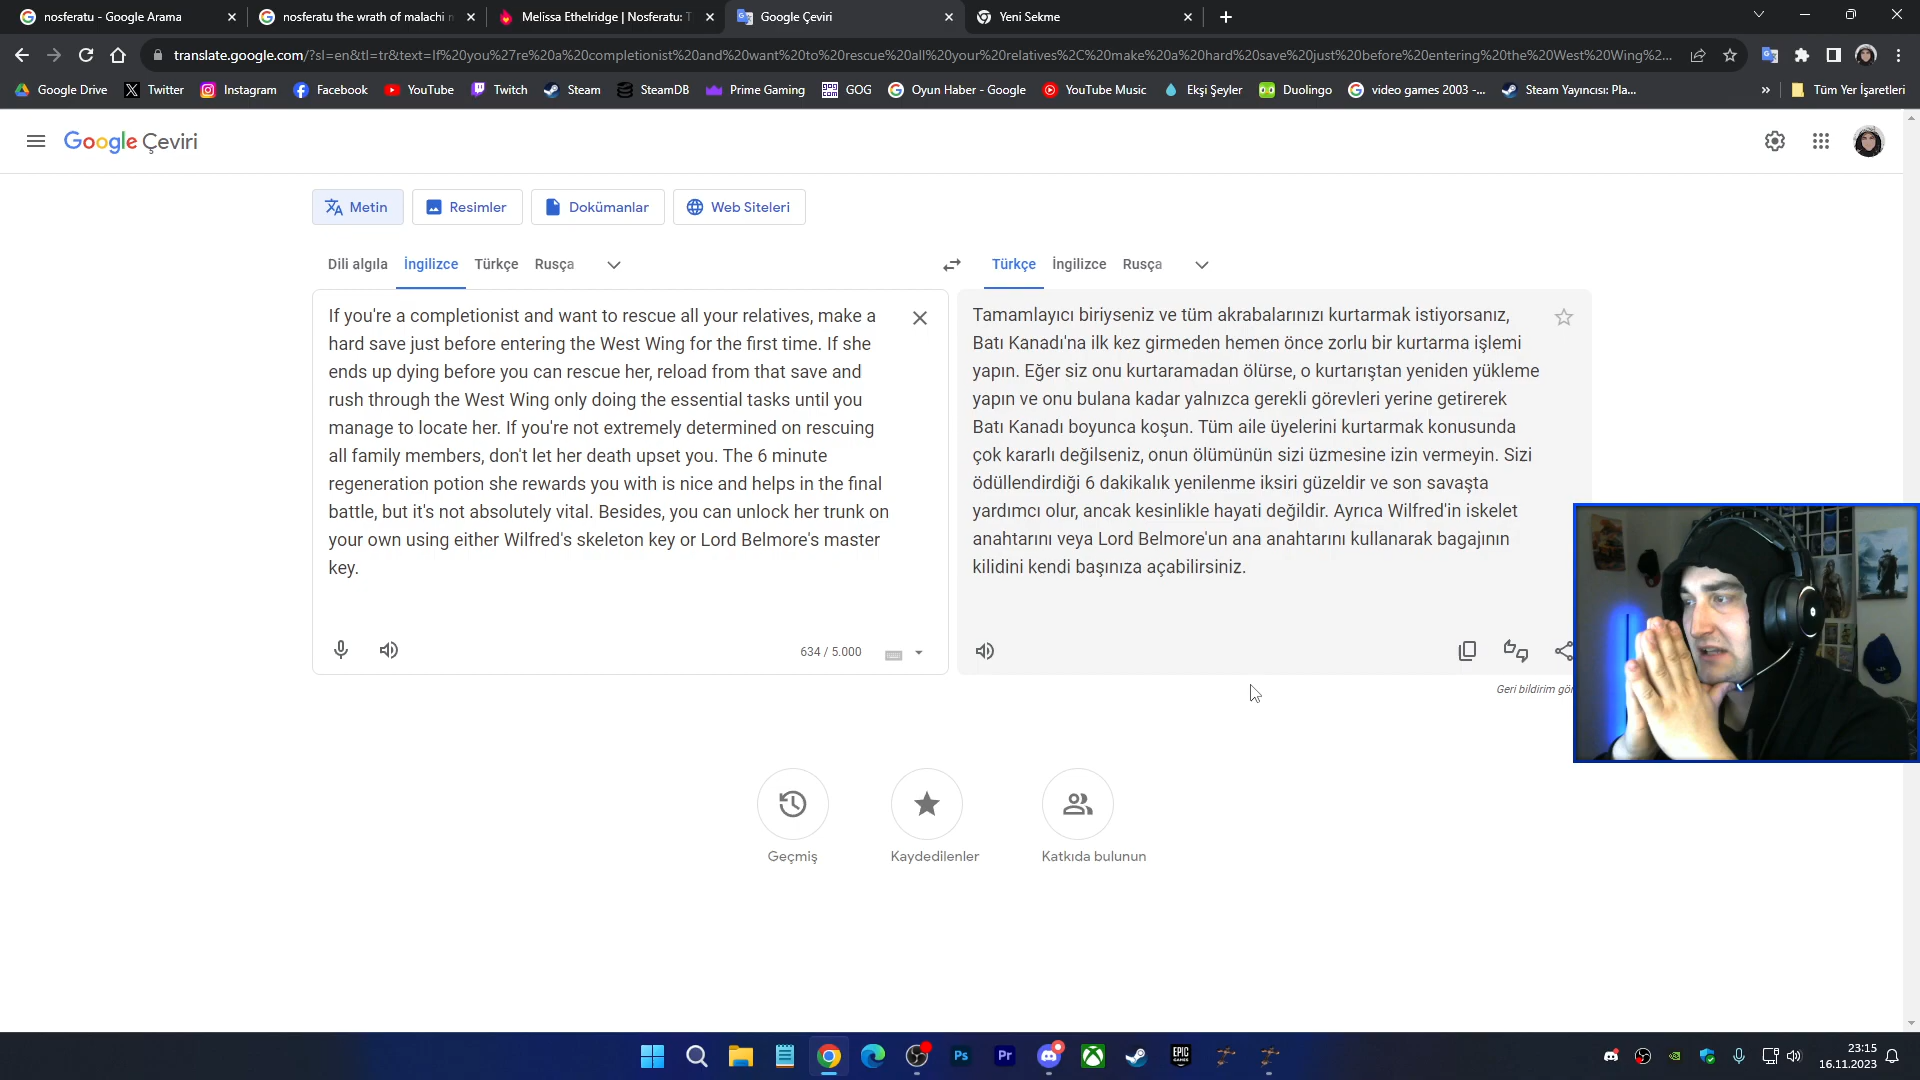 nosferatu - Google Arama
nosferatu the wrath of malachi
Melissa Ethelridge | Nosferatu:
Google Çeviri
Yeni Sekme
translate.google.com/?sl=en&tl=tr&text=If%20you%27re%20a%20completionist%20and%20want%20to%20rescue%20all%20your%20relatives%2C%20make%20a%20hard%20save%20just%20before%20entering%20the%20West%20Wing%2...
Google Drive
Twitter
Instagram
Facebook
YouTube
Twitch
Steam
SteamDB
Prime Gaming
GOG
Oyun Haber - Google
YouTube Music
Ekşi Şeyler
Duolingo
video games 2003 -...
Steam Yayıncısı: Pla...
»
Tüm Yer İşaretleri
Google Çeviri
Metin
Resimler
Dokümanlar
Web Siteleri
Dili algıla
İngilizce
Türkçe
Rusça
Türkçe
İngilizce
Rusça
If you're a completionist and want to rescue all your relatives, make a
hard save just before entering the West Wing for the first time. If she
ends up dying before you can rescue her, reload from that save and
rush through the West Wing only doing the essential tasks until you
manage to locate her. If you're not extremely determined on rescuing
all family members, don't let her death upset you. The 6 minute
regeneration potion she rewards you with is nice and helps in the final
battle, but it's not absolutely vital. Besides, you can unlock her trunk on
your own using either Wilfred's skeleton key or Lord Belmore's master
key.
634 / 5.000
Tamamlayıcı biriyseniz ve tüm akrabalarınızı kurtarmak istiyorsanız,
Batı Kanadı'na ilk kez girmeden hemen önce zorlu bir kurtarma işlemi
yapın. Eğer siz onu kurtaramadan ölürse, o kurtarıştan yeniden yükleme
yapın ve onu bulana kadar yalnızca gerekli görevleri yerine getirerek
Batı Kanadı boyunca koşun. Tüm aile üyelerini kurtarmak konusunda
çok kararlı değilseniz, onun ölümünün sizi üzmesine izin vermeyin. Sizi
ödüllendirdiği 6 dakikalık yenilenme iksiri güzeldir ve son savaşta
yardımcı olur, ancak kesinlikle hayati değildir. Ayrıca Wilfred'in iskelet
anahtarını veya Lord Belmore'un ana anahtarını kullanarak bagajının
kilidini kendi başınıza açabilirsiniz.
Geri bildirim gön
Geçmiş
Kaydedilenler
Katkıda bulunun
Ps
Pr
EPIC
GAMES
23:15
16.11.2023